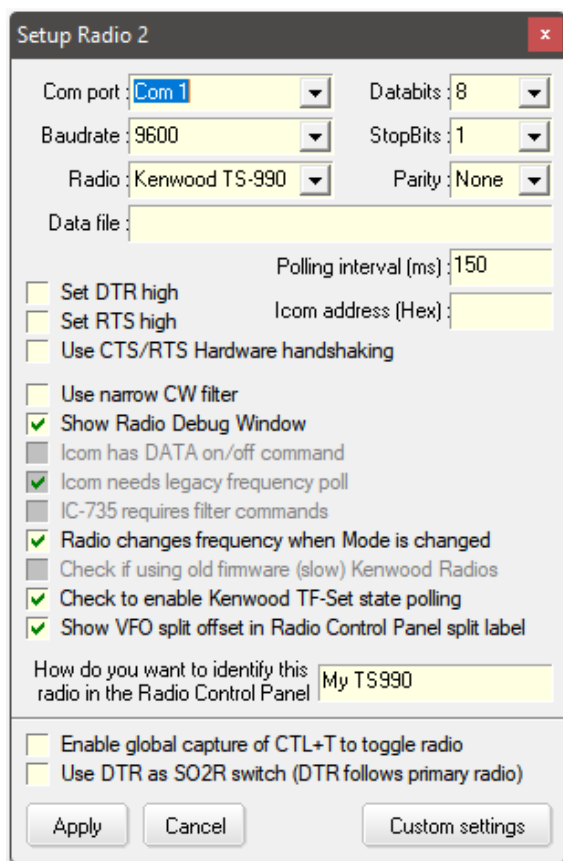 Setup Radio 2 x
Com port : Com 1 Databits : 8
Baudrate : 9600 StopBits : 1
Radio : Kenwood TS-990 Parity : None
Data file :
Polling interval (ms) : 150
Set DTR high
Icom address (Hex) :
Set RTS high
Use CTS/RTS Hardware handshaking
Use narrow CW filter
Show Radio Debug Window
Icom has DATA on/off command
Icom needs legacy frequency poll
IC-735 requires filter commands
Radio changes frequency when Mode is changed
Check if using old firmware (slow) Kenwood Radios
Check to enable Kenwood TF-Set state polling
Show VFO split offset in Radio Control Panel split label
How do you want to identify this
radio in the Radio Control Panel
My TS990
Enable global capture of CTL+T to toggle radio
Use DTR as SO2R switch (DTR follows primary radio)
Apply Cancel Custom settings